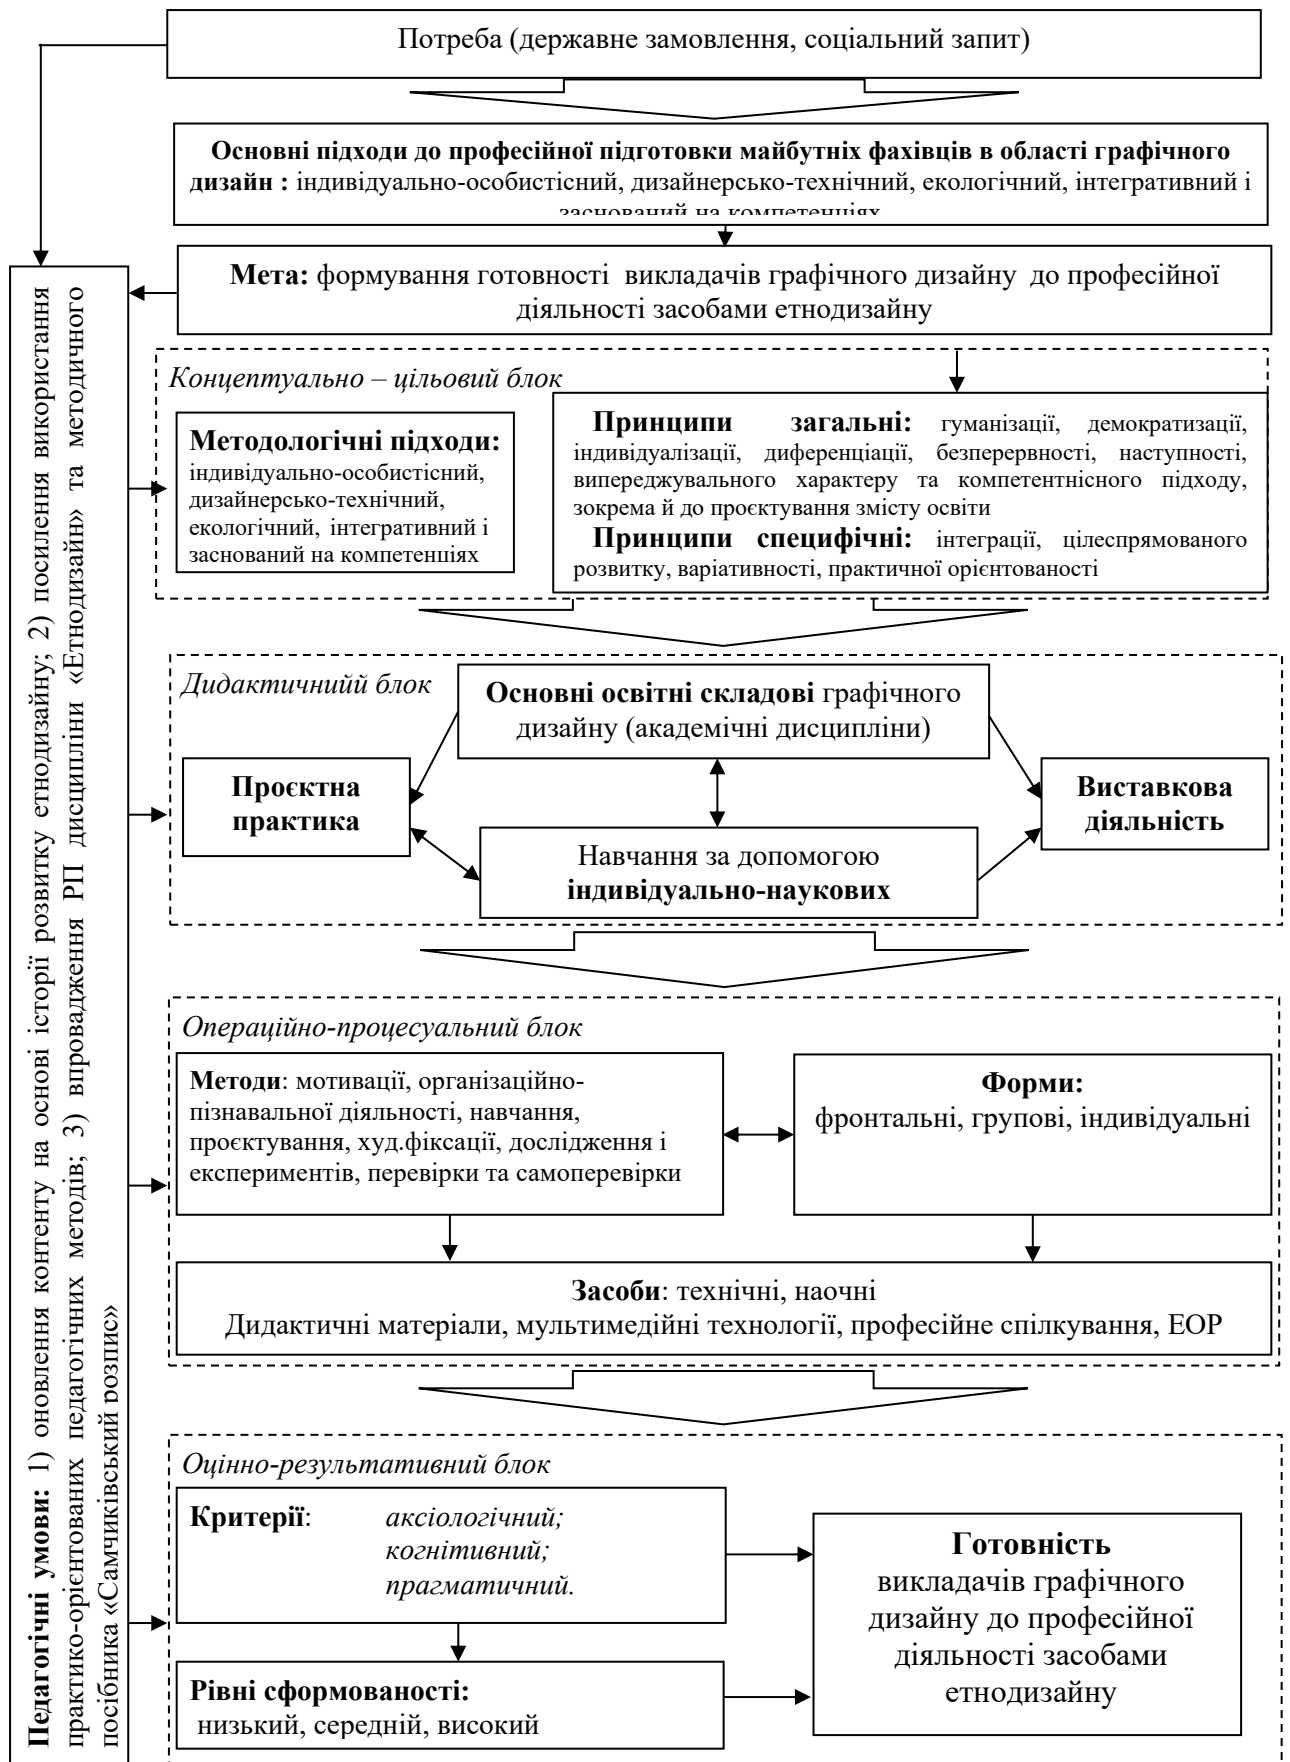 Потреба (державне замовлення, соціальний запит)
Основні підходи до професійної підготовки майбутніх фахівців в області графічного
дизайн : індивідуально-особистісний, дизайнерсько-технічний, екологічний, інтегративний і
заснований на компетенціях
Мета: формування готовності викладачів графічного дизайну до професійної
діяльності засобами етнодизайну
Педагогічні умови: 1) оновлення контенту на основі історії розвитку етнодизайну; 2) посилення використання
практико-орієнтованих педагогічних методів; 3) впровадження РП дисципліни «Етнодизайн» та методичного
посібника «Самчиківський розпис»
Концептуально – цільовий блок
Методологічні підходи:
індивідуально-особистісний,
дизайнерсько-технічний,
екологічний, інтегративний і
заснований на компетенціях
Принципи загальні: гуманізації, демократизації,
індивідуалізації, диференціації, безперервності, наступності,
випереджувального характеру та компетентнісного підходу,
зокрема й до проєктування змісту освіти
Принципи специфічні: інтеграції, цілеспрямованого
розвитку, варіативності, практичної орієнтованості
Дидактичнийй блок
Основні освітні складові графічного
дизайну (академічні дисципліни)
Проєктна
практика
Виставкова
діяльність
Навчання за допомогою
індивідуально-наукових
Операційно-процесуальний блок
Методи: мотивації, організаційно-
пізнавальної діяльності, навчання,
проєктування, худ.фіксації, дослідження і
експериментів, перевірки та самоперевірки
Форми:
фронтальні, групові, індивідуальні
Засоби: технічні, наочні
Дидактичні матеріали, мультимедійні технології, професійне спілкування, ЕОР
Оцінно-результативний блок
Критерії: аксіологічний;
когнітивний;
прагматичний.
Рівні сформованості:
низький, середній, високий
Готовність
викладачів графічного
дизайну до професійної
діяльності засобами
етнодизайну